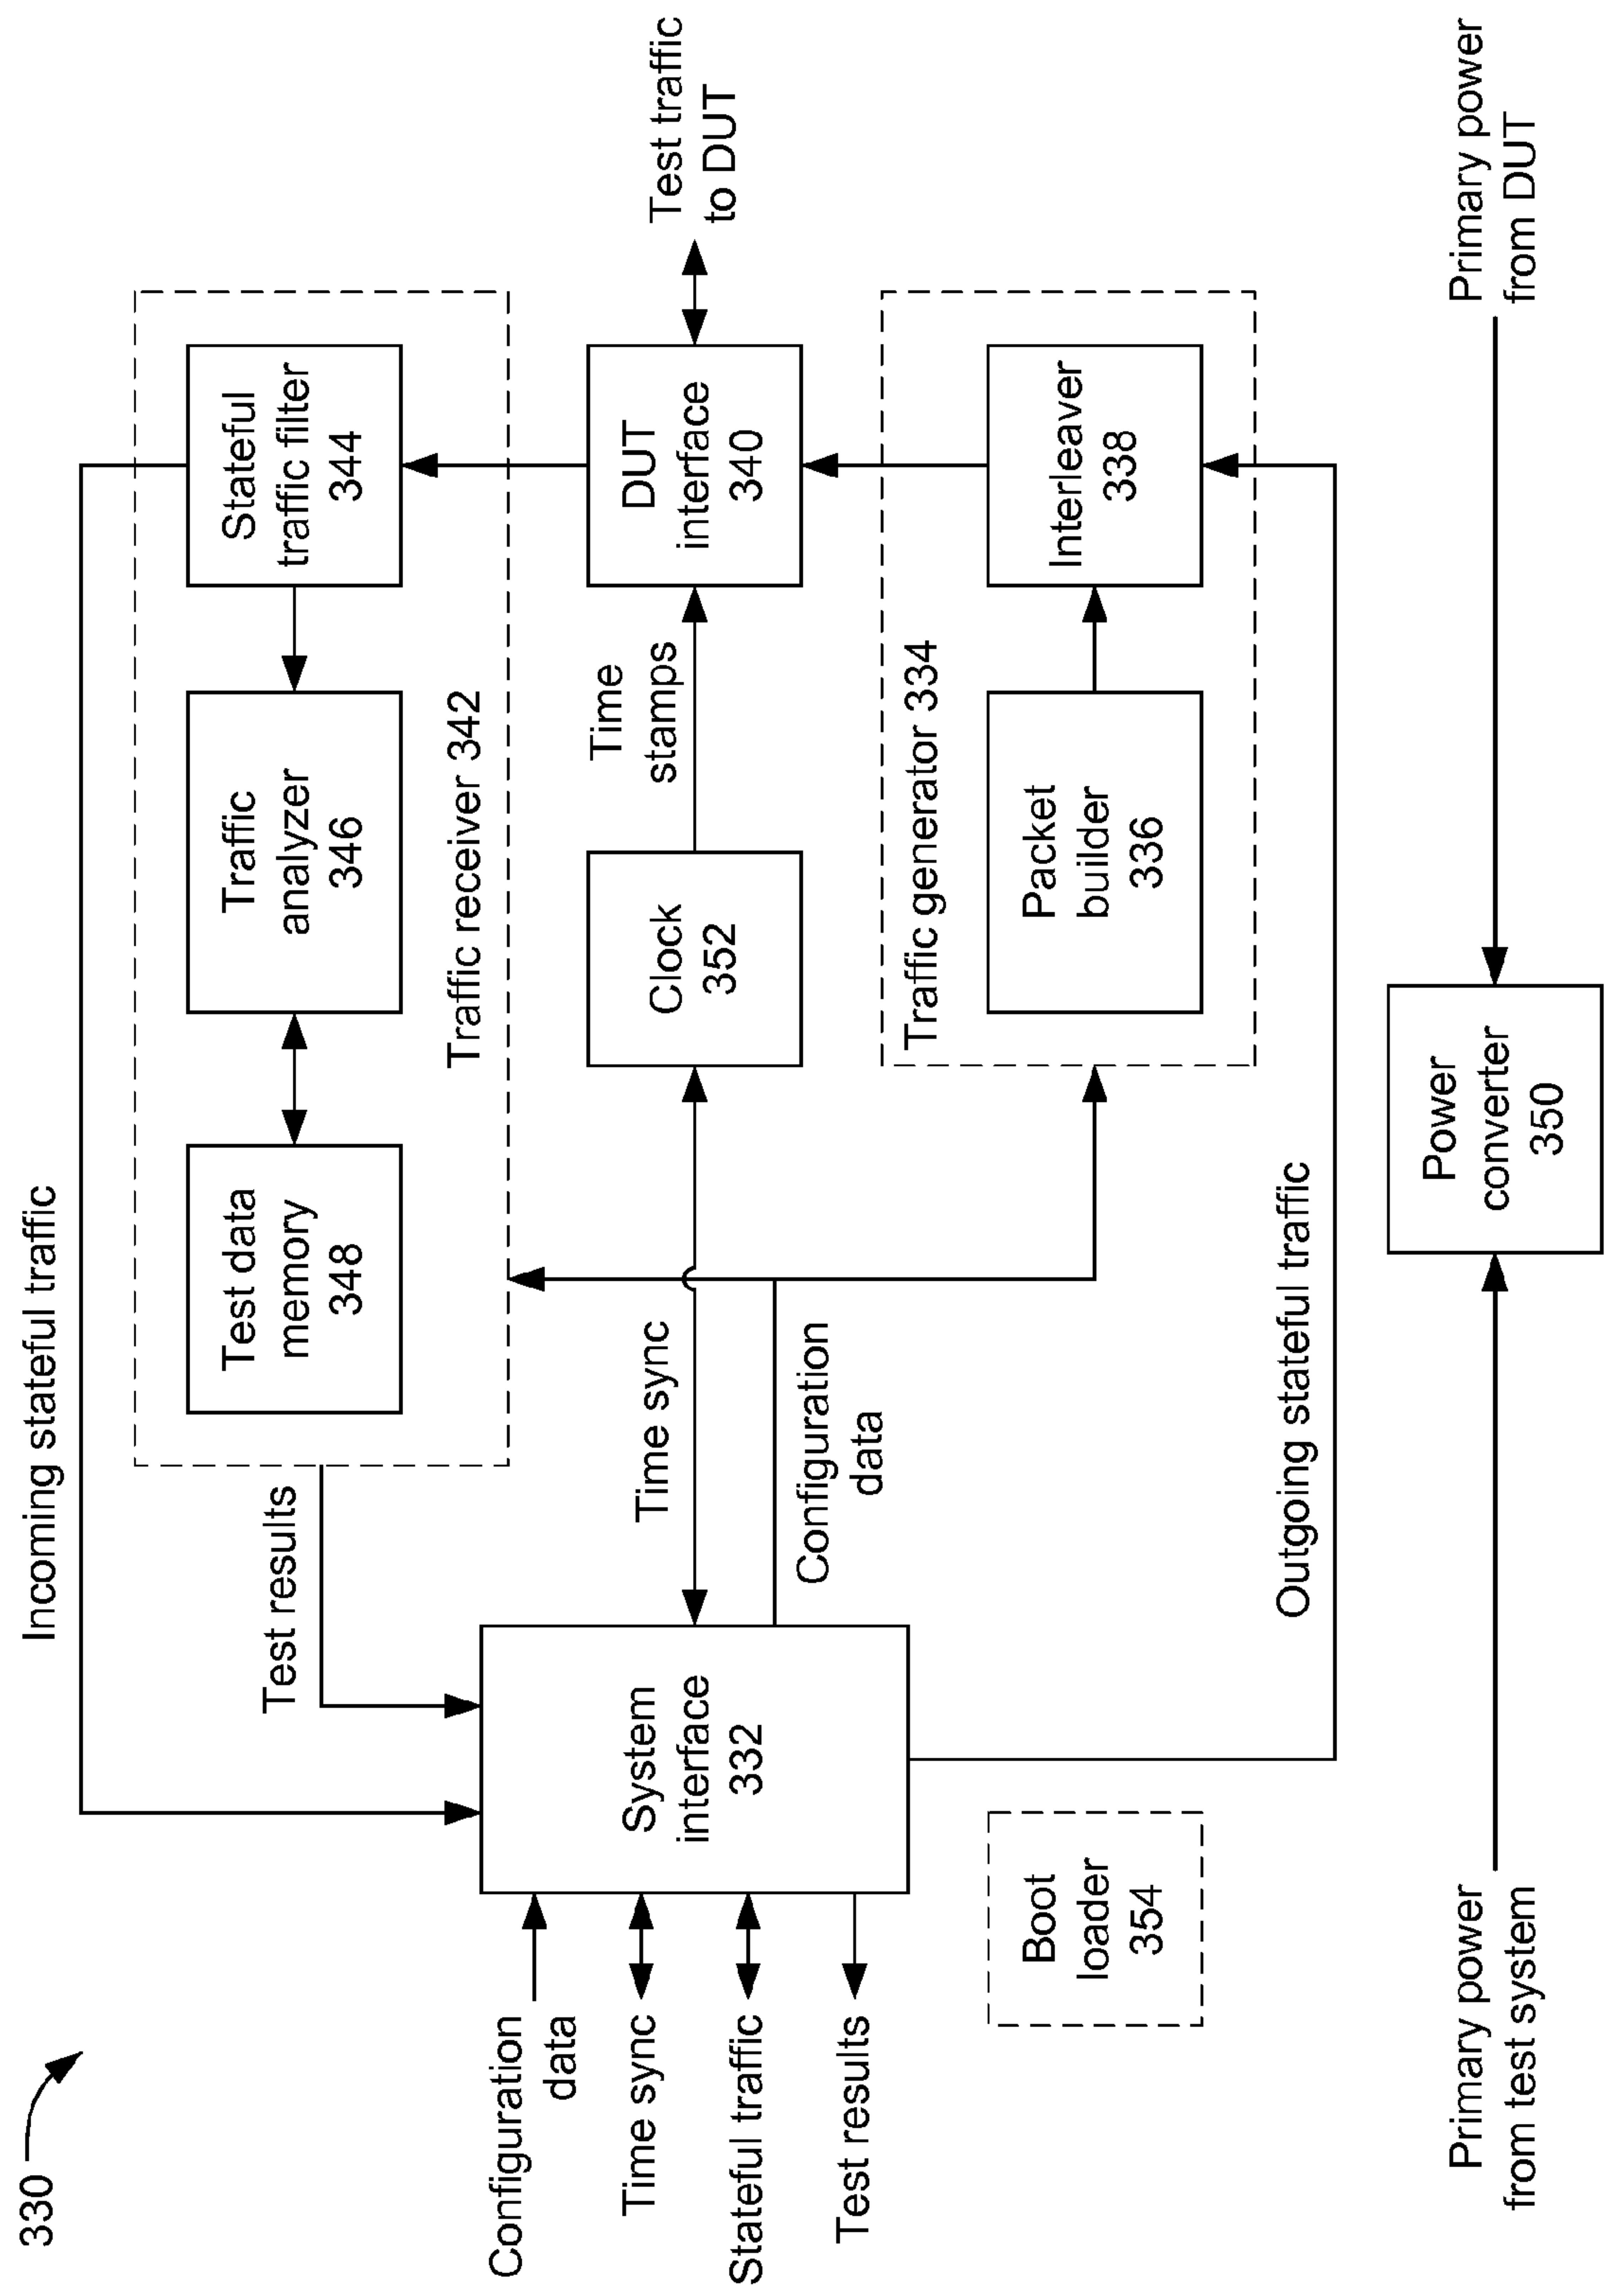 330
Incoming stateful traffic
Test results
Test data
memory
348
Traffic
analyzer
346
Stateful
traffic filter
344
Traffic receiver 342
Configuration
data
Time sync
Stateful traffic
Test results
System
interface
332
Time sync
Configuration
data
Clock
352
Time
stamps
DUT
interface
340
Test traffic
to DUT
Traffic generator 334
Packet
builder
336
Interleaver
338
Boot
loader
354
Outgoing stateful traffic
Primary power
from test system
Power
converter
350
Primary power
from DUT